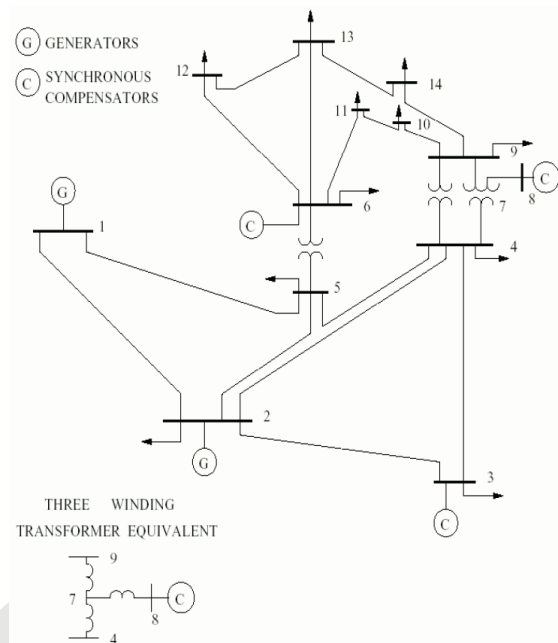 13
G GENERATORS
12
C SYNCHRONOUS
COMPENSATORS
14
11
10
9
G
C
8
7
6
C
1
4
5
2
G
3
C
THREE WINDING
TRANSFORMER EQUIVALENT
9
7
C
8
4